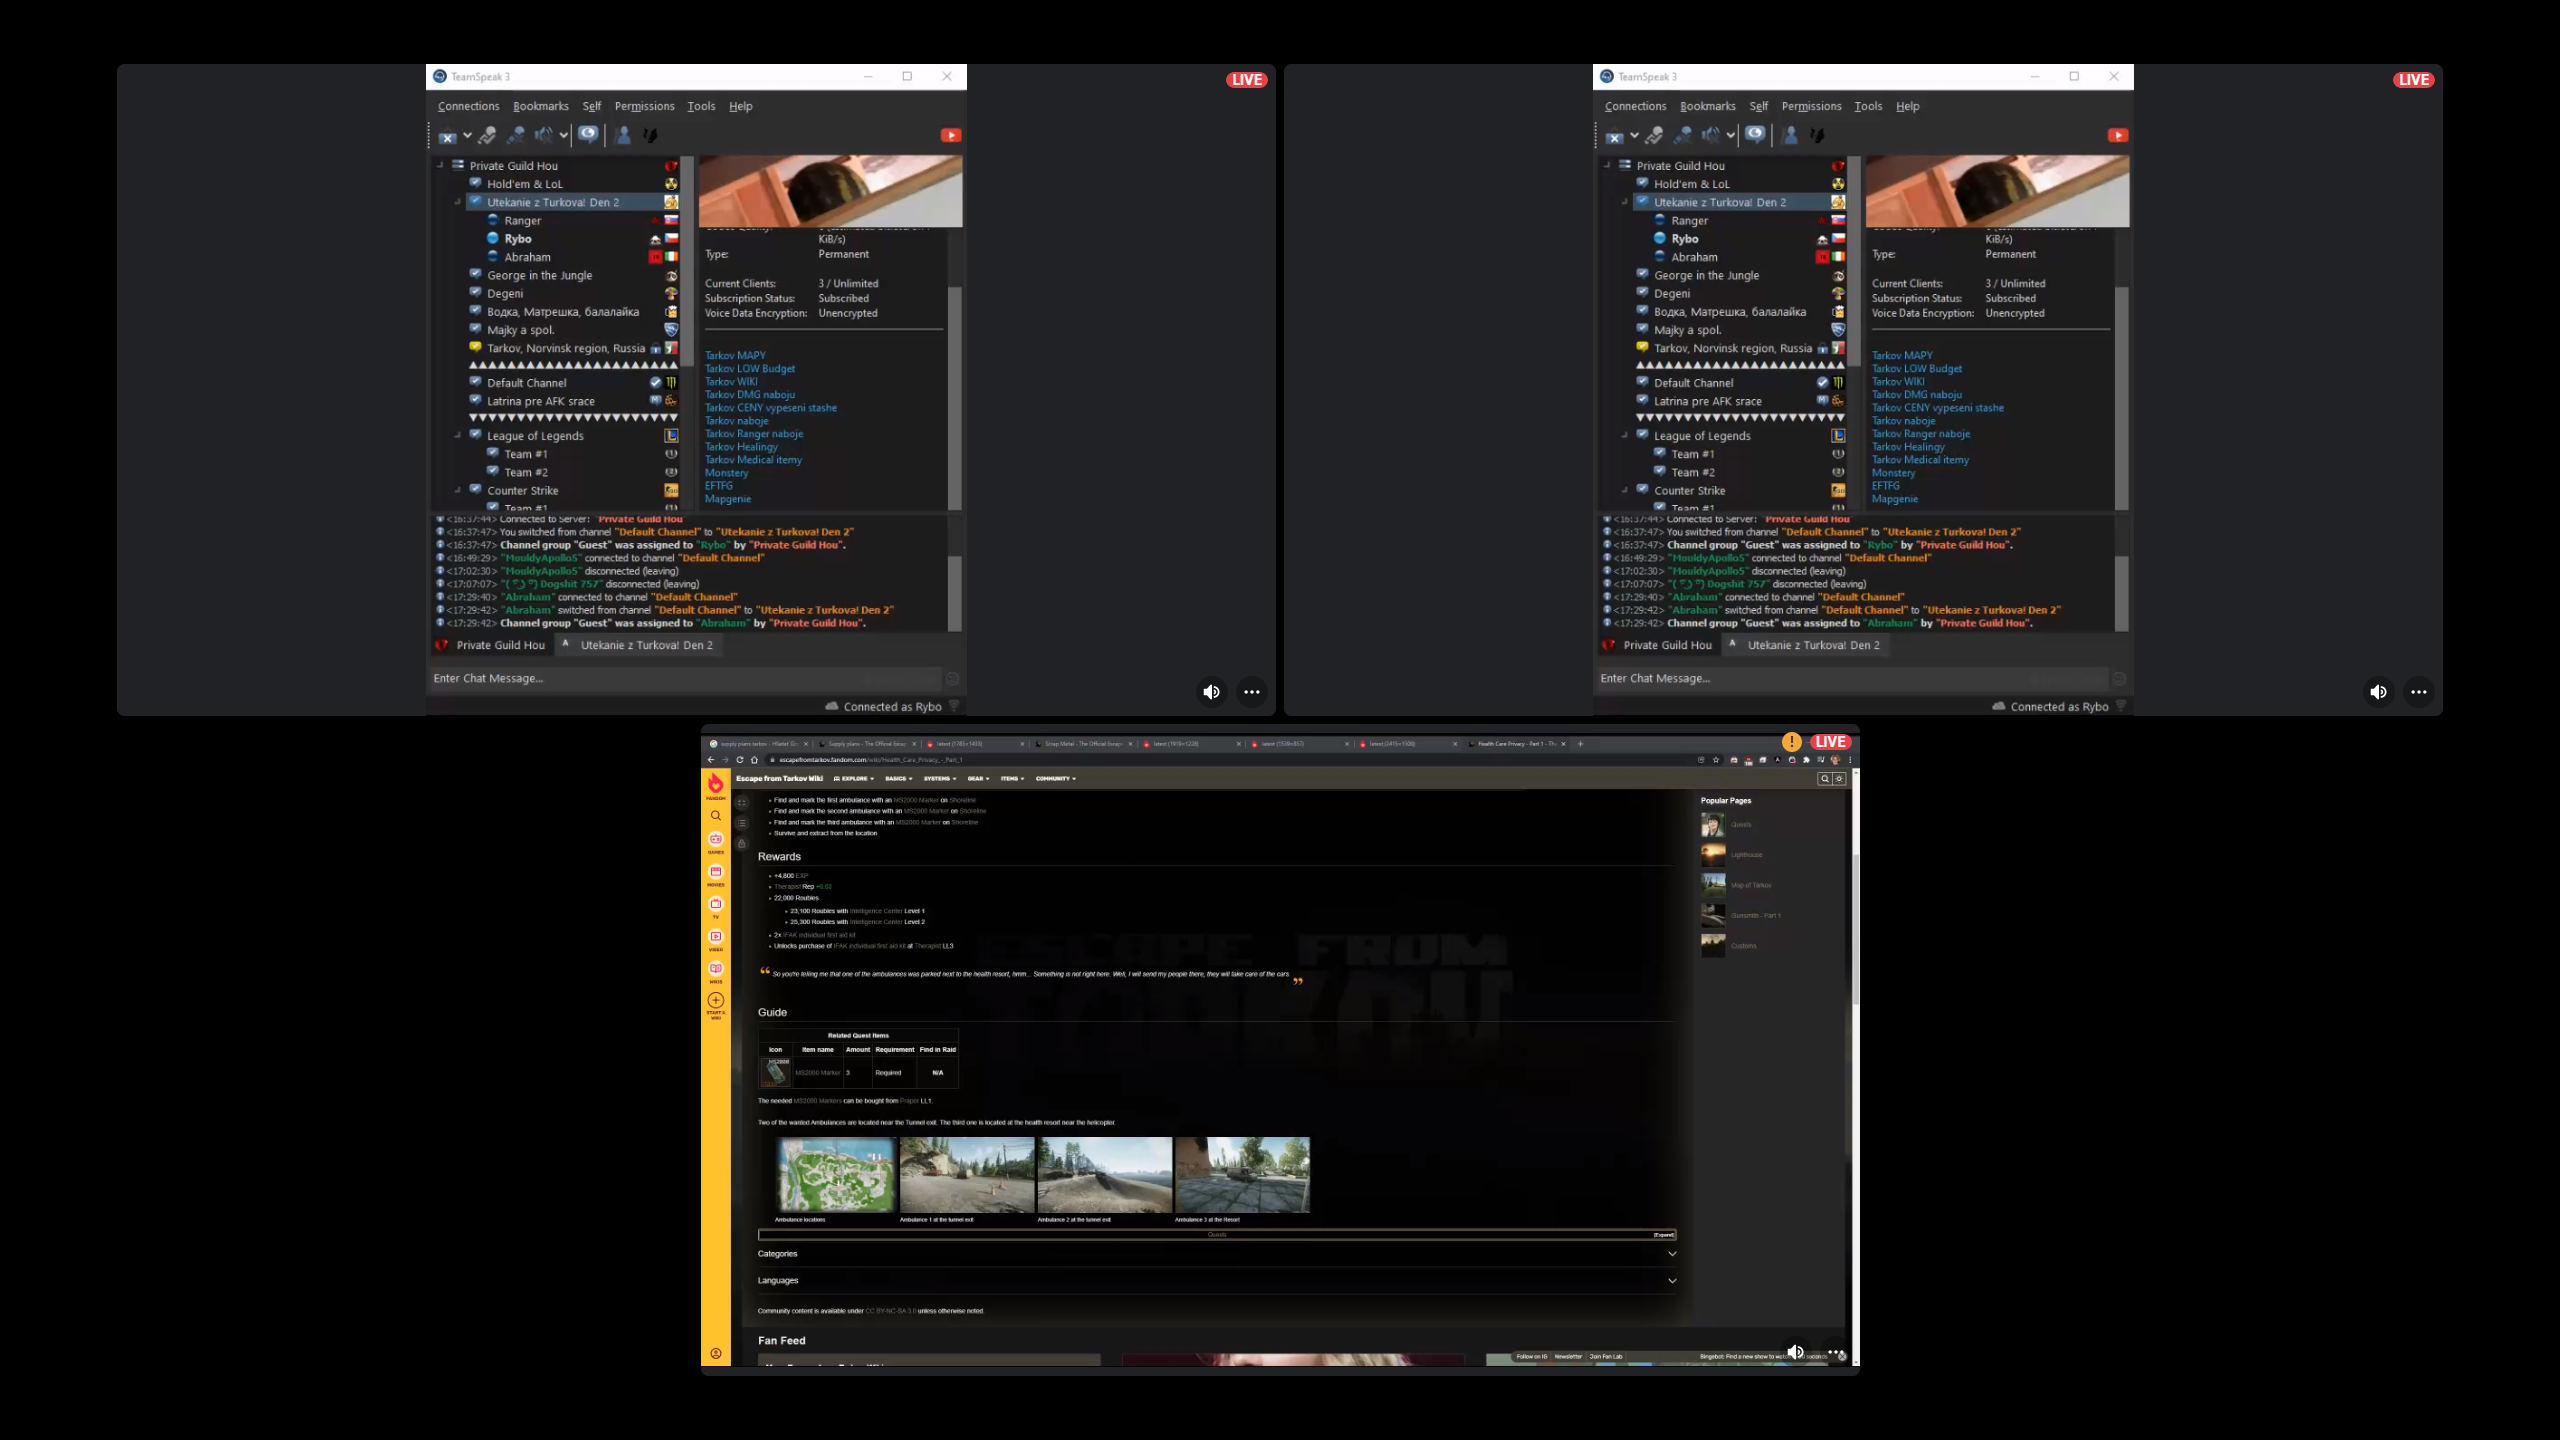 TeamSpeak 3
LIVE
Connections Bookmarks Self Permissions Tools Help
Private Guild Hou
Hold'em & LoL
Utekanie z Turkova! Den 2
Ranger
Rybo
Abraham
George in the Jungle
Degeni
Водка, Матрешка, балалайка
Majky a spol.
Tarkov, Norvinsk region, Russia
Default Channel
Latrina pre AFK srace
League of Legends
Team #1
Team #2
Counter Strike
Team #1
KiB/s)
Type: Permanent
Current Clients: 3 / Unlimited
Subscription Status: Subscribed
Voice Data Encryption: Unencrypted
Tarkov MAPY
Tarkov LOW Budget
Tarkov WIKI
Tarkov DMG naboju
Tarkov CENY vypeseni stashe
Tarkov naboje
Tarkov Ranger naboje
Tarkov Healingy
Tarkov Medical itemy
Monstery
EFTFG
Mapgenie
<16:37:44> Connected to Server: "Private Guild Hou"
<16:37:47> You switched from channel "Default Channel" to "Utekanie z Turkova! Den 2"
<16:37:47> Channel group "Guest" was assigned to "Rybo" by "Private Guild Hou".
<16:49:29> "MouldyApollo5" connected to channel "Default Channel"
<17:02:30> "MouldyApollo5" disconnected (leaving)
<17:07:07> Dogshit 757" disconnected (leaving)
<17:29:40> "Abraham" connected to channel "Default Channel"
<17:29:42> "Abraham" switched from channel "Default Channel" to "Utekanie z Turkova! Den 2"
<17:29:42> Channel group "Guest" was assigned to "Abraham" by "Private Guild Hou".
Private Guild Hou Utekanie z Turkova! Den 2
Enter Chat Message...
Connected as Rybo
TeamSpeak 3
LIVE
Connections Bookmarks Self Permissions Tools Help
Private Guild Hou
Hold'em & LoL
Utekanie z Turkova! Den 2
Ranger
Rybo
Abraham
George in the Jungle
Degeni
Водка, Матрешка, балалайка
Majky a spol.
Tarkov, Norvinsk region, Russia
Default Channel
Latrina pre AFK srace
League of Legends
Team #1
Team #2
Counter Strike
Team #1
KiB/s)
Type: Permanent
Current Clients: 3 / Unlimited
Subscription Status: Subscribed
Voice Data Encryption: Unencrypted
Tarkov MAPY
Tarkov LOW Budget
Tarkov WIKI
Tarkov DMG naboju
Tarkov CENY vypeseni stashe
Tarkov naboje
Tarkov Ranger naboje
Tarkov Healingy
Tarkov Medical itemy
Monstery
EFTFG
Mapgenie
<16:37:44> Connected to Server: "Private Guild Hou"
<16:37:47> You switched from channel "Default Channel" to "Utekanie z Turkova! Den 2"
<16:37:47> Channel group "Guest" was assigned to "Rybo" by "Private Guild Hou".
<16:49:29> "MouldyApollo5" connected to channel "Default Channel"
<17:02:30> "MouldyApollo5" disconnected (leaving)
<17:07:07> Dogshit 757" disconnected (leaving)
<17:29:40> "Abraham" connected to channel "Default Channel"
<17:29:42> "Abraham" switched from channel "Default Channel" to "Utekanie z Turkova! Den 2"
<17:29:42> Channel group "Guest" was assigned to "Abraham" by "Private Guild Hou".
Private Guild Hou Utekanie z Turkova! Den 2
Enter Chat Message...
Connected as Rybo
LIVE
escapefromtarkov.fandom.com/wiki/Health_Care_Privacy_-_Part_1
Escape from Tarkov Wiki EXPLORE BASICS SYSTEMS GEAR ITEMS COMMUNITY
FANDOM
GAMES
MOVIES
TV
VIDEO
WIKIS
START A WIKI
Find and mark the first ambulance with an MS2000 Marker on Shoreline
Find and mark the second ambulance with an MS2000 Marker on Shoreline
Find and mark the third ambulance with an MS2000 Marker on Shoreline
Survive and extract from the location
Rewards
+4,800 EXP
Therapist Rep +0.02
22,000 Roubles
23,100 Roubles with Intelligence Center Level 1
25,300 Roubles with Intelligence Center Level 2
2× IFAK individual first aid kit
Unlocks purchase of IFAK individual first aid kit at Therapist LL3
So you're telling me that one of the ambulances was parked next to the health resort, hmm... Something is not right here. Well, I will send my people there, they will take care of the cars.
Guide
Related Quest Items
Icon Item name Amount Requirement Find in Raid
MS2000 Marker 3 Required N/A
The needed MS2000 Markers can be bought from Prapor LL1.
Two of the wanted Ambulances are located near the Tunnel exit. The third one is located at the health resort near the helicopter.
Ambulance locations
Ambulance 1 at the tunnel exit
Ambulance 2 at the tunnel exit
Ambulance 3 at the Resort
Quests [Expand]
Categories
Languages
Community content is available under CC BY-NC-SA 3.0 unless otherwise noted.
Fan Feed
Popular Pages
Quests
Lighthouse
Map of Tarkov
Gunsmith - Part 1
Customs
ESCAPE FROM
TARKOV
Follow on IG Newsletter Join Fan Lab